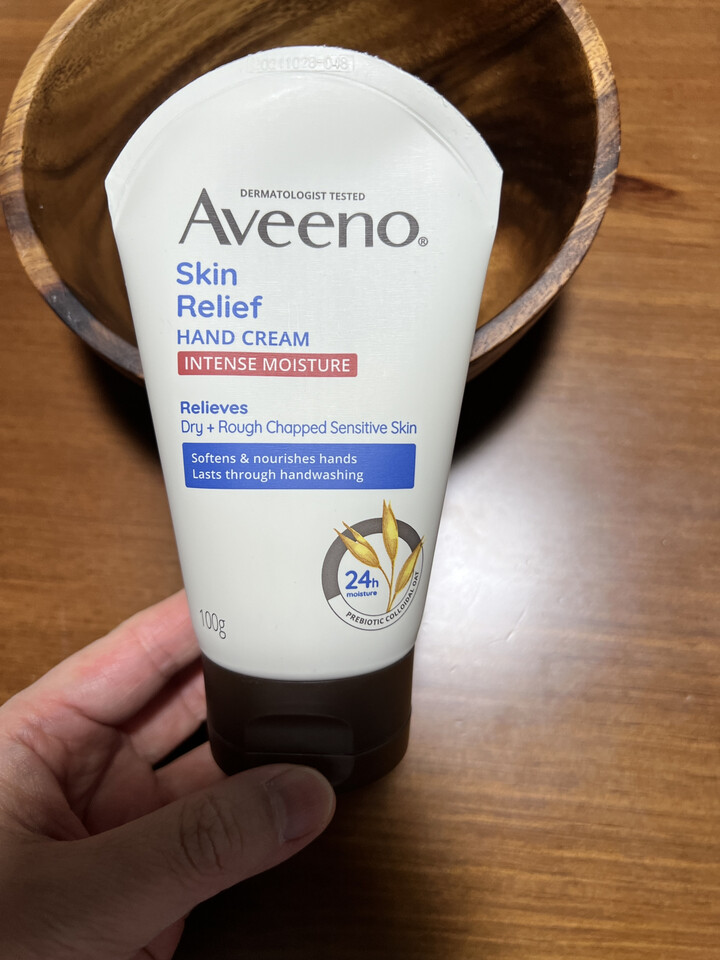 DERMATOLOGIST TESTED
Aveeno®
Skin
Relief
HAND CREAM
INTENSE MOISTURE
Relieves
Dry + Rough Chapped Sensitive Skin
Softens & nourishes hands
Lasts through handwashing
24h
moisture
PREBIOTIC COLLOIDAL OAT
100g